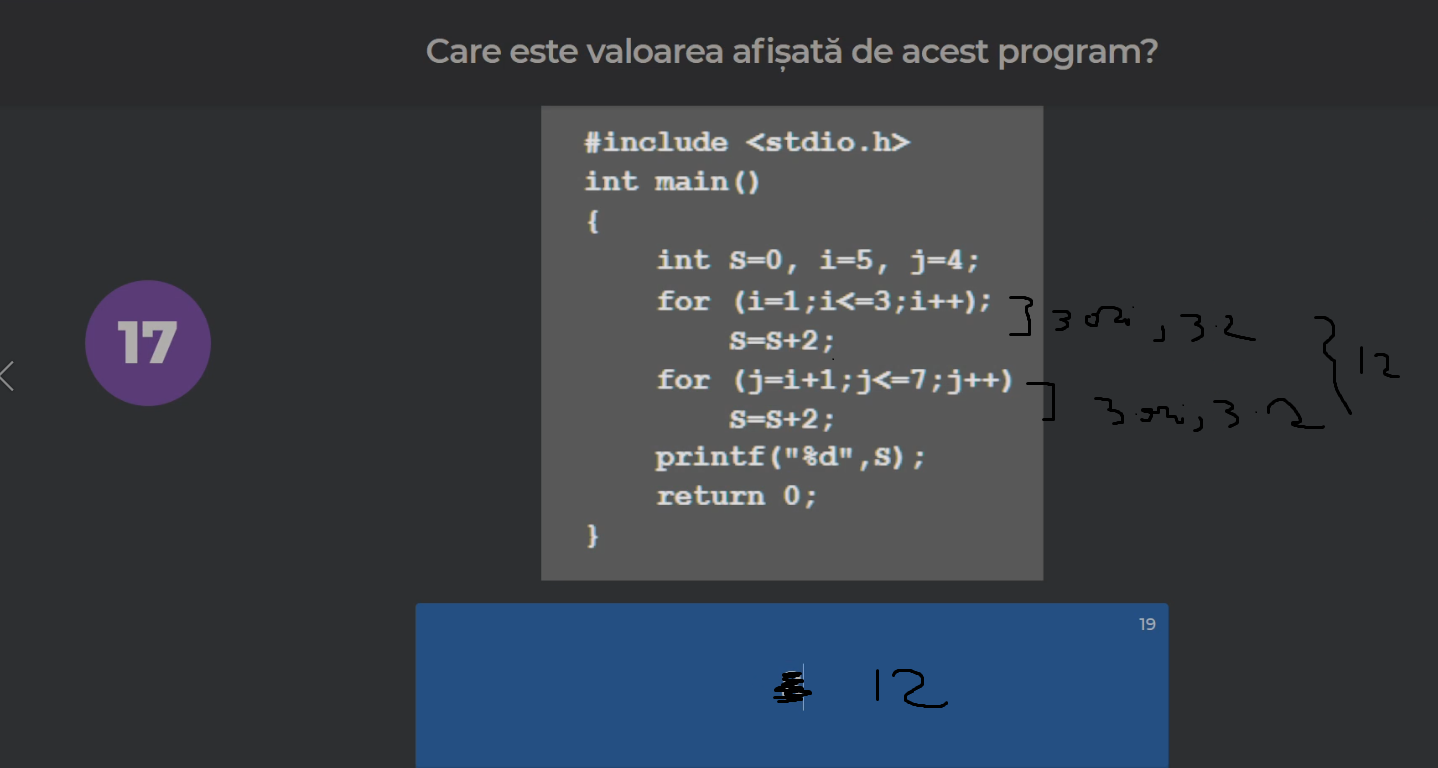 Care este valoarea afișată de acest program?
17
#include <stdio.h>
int main()
{
int S=0, i=5, j=4;
for (i=1;i<=3;i++);
S=S+2;
for (j=i+1;j<=7;j++)
S=S+2;
printf("%d",S);
return 0;
}
3 ori, 3·2
3 ori, 3·2
12
19
12